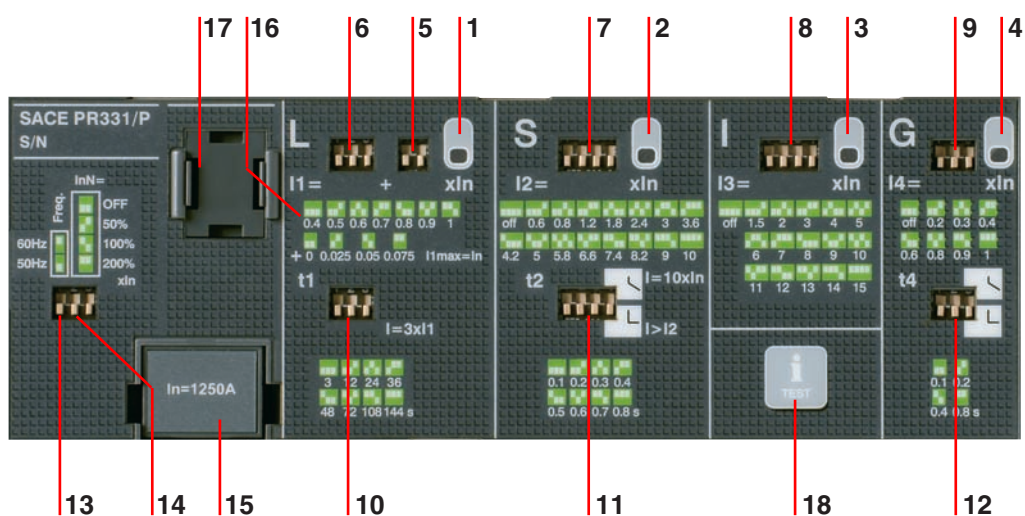 17 16 6 5 1 7 2 8 3 9 4
SACE PR331/P
S/N
InN=
Freq.
OFF
50%
60Hz 100%
50Hz 200%
xIn
In=1250A
L
I1= + xIn
0.4 0.5 0.6 0.7 0.8 0.9 1
+ 0 0.025 0.05 0.075 I1max=In
t1
I=3xI1
3 12 24 36
48 72 108 144 s
S
I2= xIn
off 0.6 0.8 1.2 1.8 2.4 3 3.6
4.2 5 5.8 6.6 7.4 8.2 9 10
t2 I=10xIn
I>I2
0.1 0.2 0.3 0.4
0.5 0.6 0.7 0.8 s
I
I3= xIn
off 1.5 2 3 4 5
6 7 8 9 10
11 12 13 14 15
i
TEST
G
I4= xIn
off 0.2 0.3 0.4
0.6 0.8 0.9 1
t4
0.1 0.2
0.4 0.8 s
13 14 15 10 11 18 12